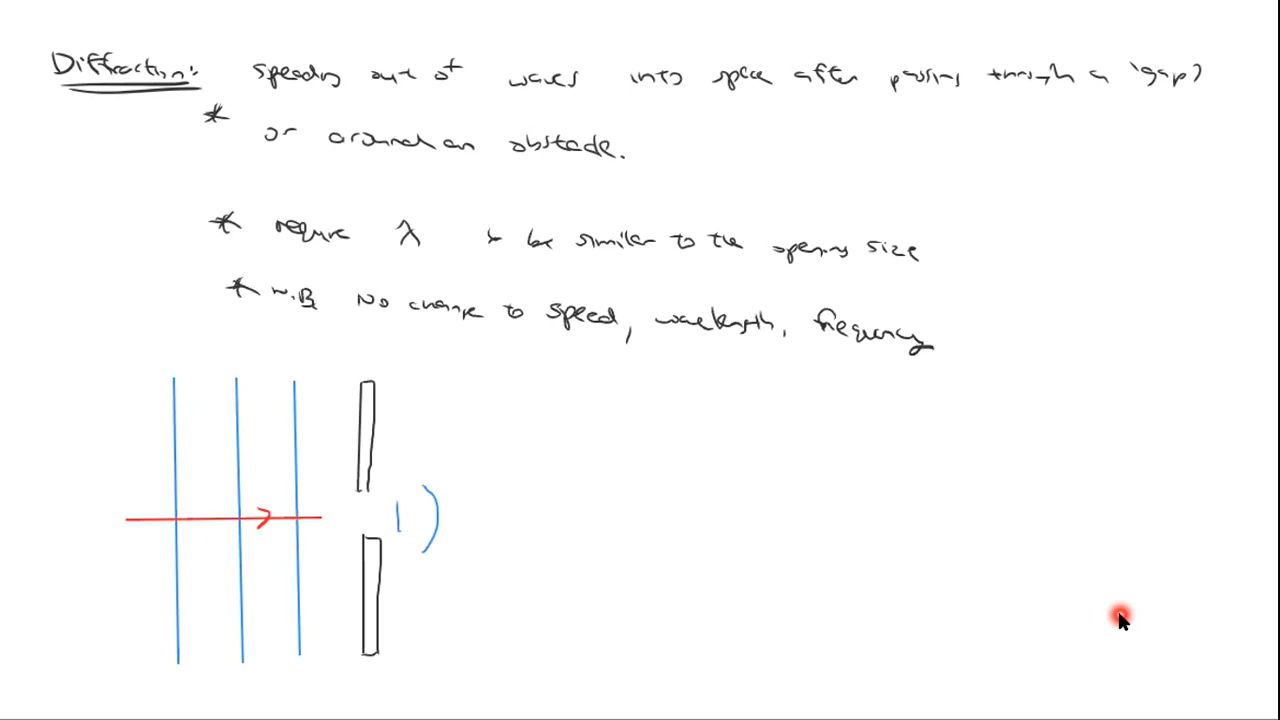 Diffraction: speading out of waves into space after passing through a 'gap'
* or around an obstacle.
* require λ to be similar to the opening size
* N.B No change to speed, wavelength, frequency